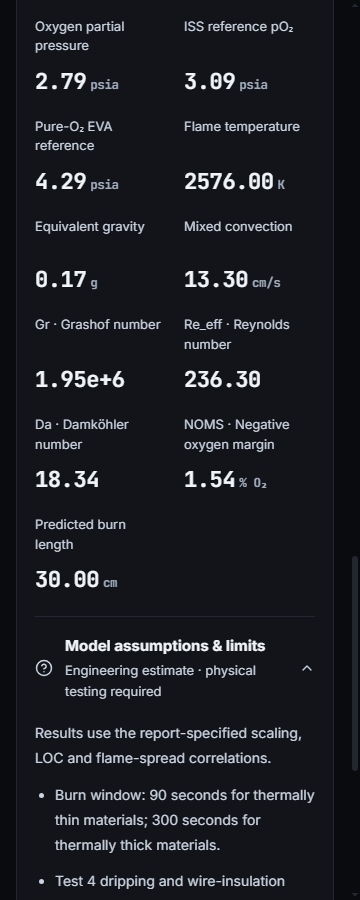 Oxygen partial
pressure
2.79 psia
ISS reference pO₂
3.09 psia
Pure-O₂ EVA
reference
4.29 psia
Flame temperature
2576.00 K
Equivalent gravity
0.17 g
Mixed convection
13.30 cm/s
Gr · Grashof number
1.95e+6
Re_eff · Reynolds
number
236.30
Da · Damköhler
number
18.34
NOMS · Negative
oxygen margin
1.54 % O₂
Predicted burn
length
30.00 cm
Model assumptions & limits
Engineering estimate · physical
testing required
Results use the report-specified scaling,
LOC and flame-spread correlations.
• Burn window: 90 seconds for thermally
thin materials; 300 seconds for
thermally thick materials.
• Test 4 dripping and wire-insulation